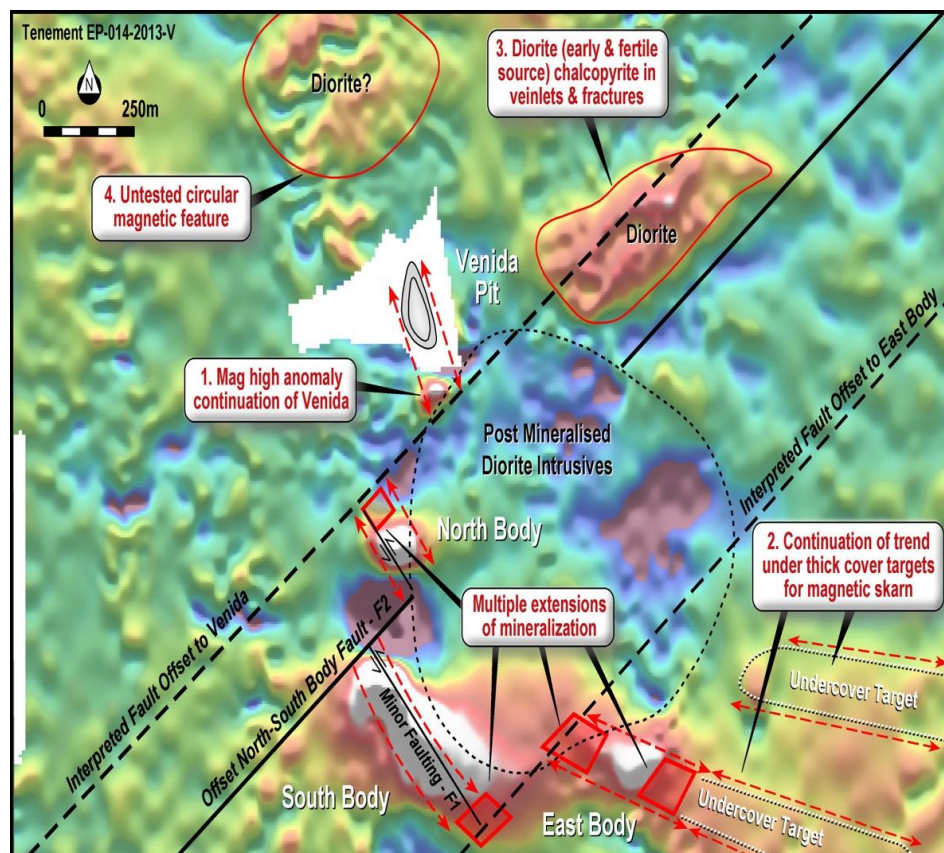 Tenement EP-014-2013-V
N
0 250m
Diorite?
3. Diorite (early & fertile
source) chalcopyrite in
veinlets & fractures
4. Untested circular
magnetic feature
Diorite
Venida
Pit
1. Mag high anomaly
continuation of Venida
Post Mineralised
Diorite Intrusives
Interpreted Fault Offset to East Body
North Body
2. Continuation of trend
under thick cover targets
for magnetic skarn
Multiple extensions
of mineralization
Interpreted Fault Offset to Venida
Offset North-South Body Fault - F2
Minor Faulting - F1
Undercover Target
South Body
East Body
Undercover Target